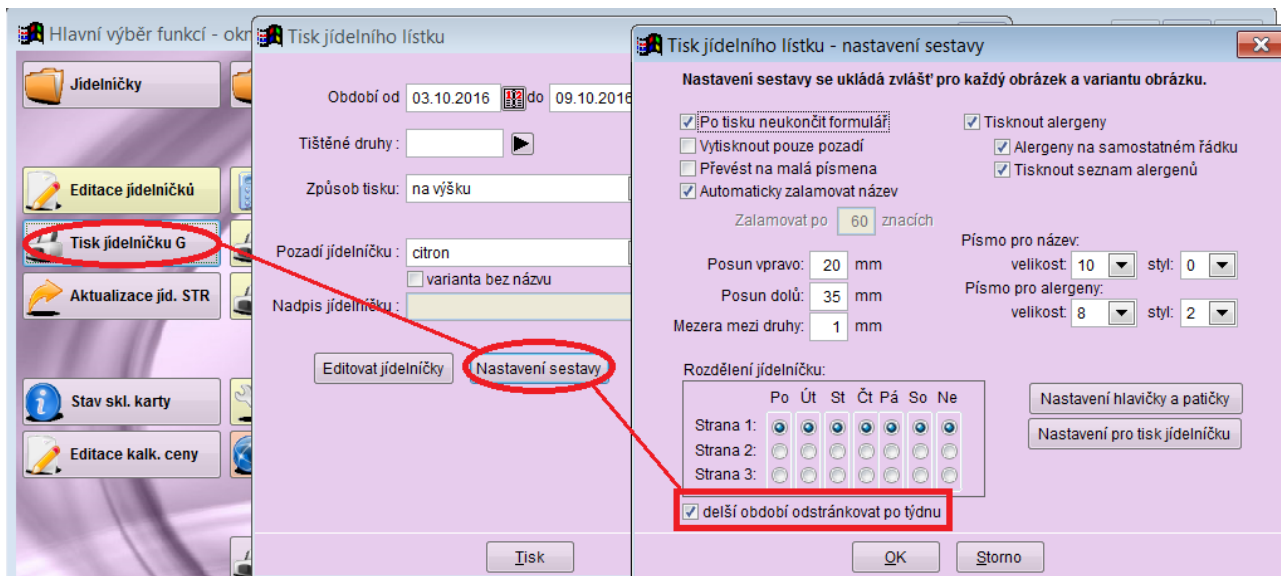 Hlavní výběr funkcí - okn
Jídelníčky
Editace jídelníčků
Tisk jídelníčku G
Aktualizace jíd. STR
Stav skl. karty
Editace kalk. ceny
Tisk jídelního lístku
Období od 03.10.2016 do 09.10.2016
Tištěné druhy :
Způsob tisku: na výšku
Pozadí jídelníčku : citron
varianta bez názvu
Nadpis jídelníčku :
Editovat jídelníčky Nastavení sestavy
Tisk
Tisk jídelního lístku - nastavení sestavy
Nastavení sestavy se ukládá zvlášť pro každý obrázek a variantu obrázku.
Po tisku neukončit formulář
Vytisknout pouze pozadí
Převést na malá písmena
Automaticky zalamovat název
Zalamovat po 60 znacích
Tisknout alergeny
Alergeny na samostatném řádku
Tisknout seznam alergenů
Posun vpravo: 20 mm
Posun dolů: 35 mm
Mezera mezi druhy: 1 mm
Písmo pro název:
velikost: 10 styl: 0
Písmo pro alergeny:
velikost: 8 styl: 2
Rozdělení jídelníčku:
Po Út St Čt Pá So Ne
Strana 1:
Strana 2:
Strana 3:
delší období odstránkovat po týdnu
Nastavení hlavičky a patičky
Nastavení pro tisk jídelníčku
OK Storno